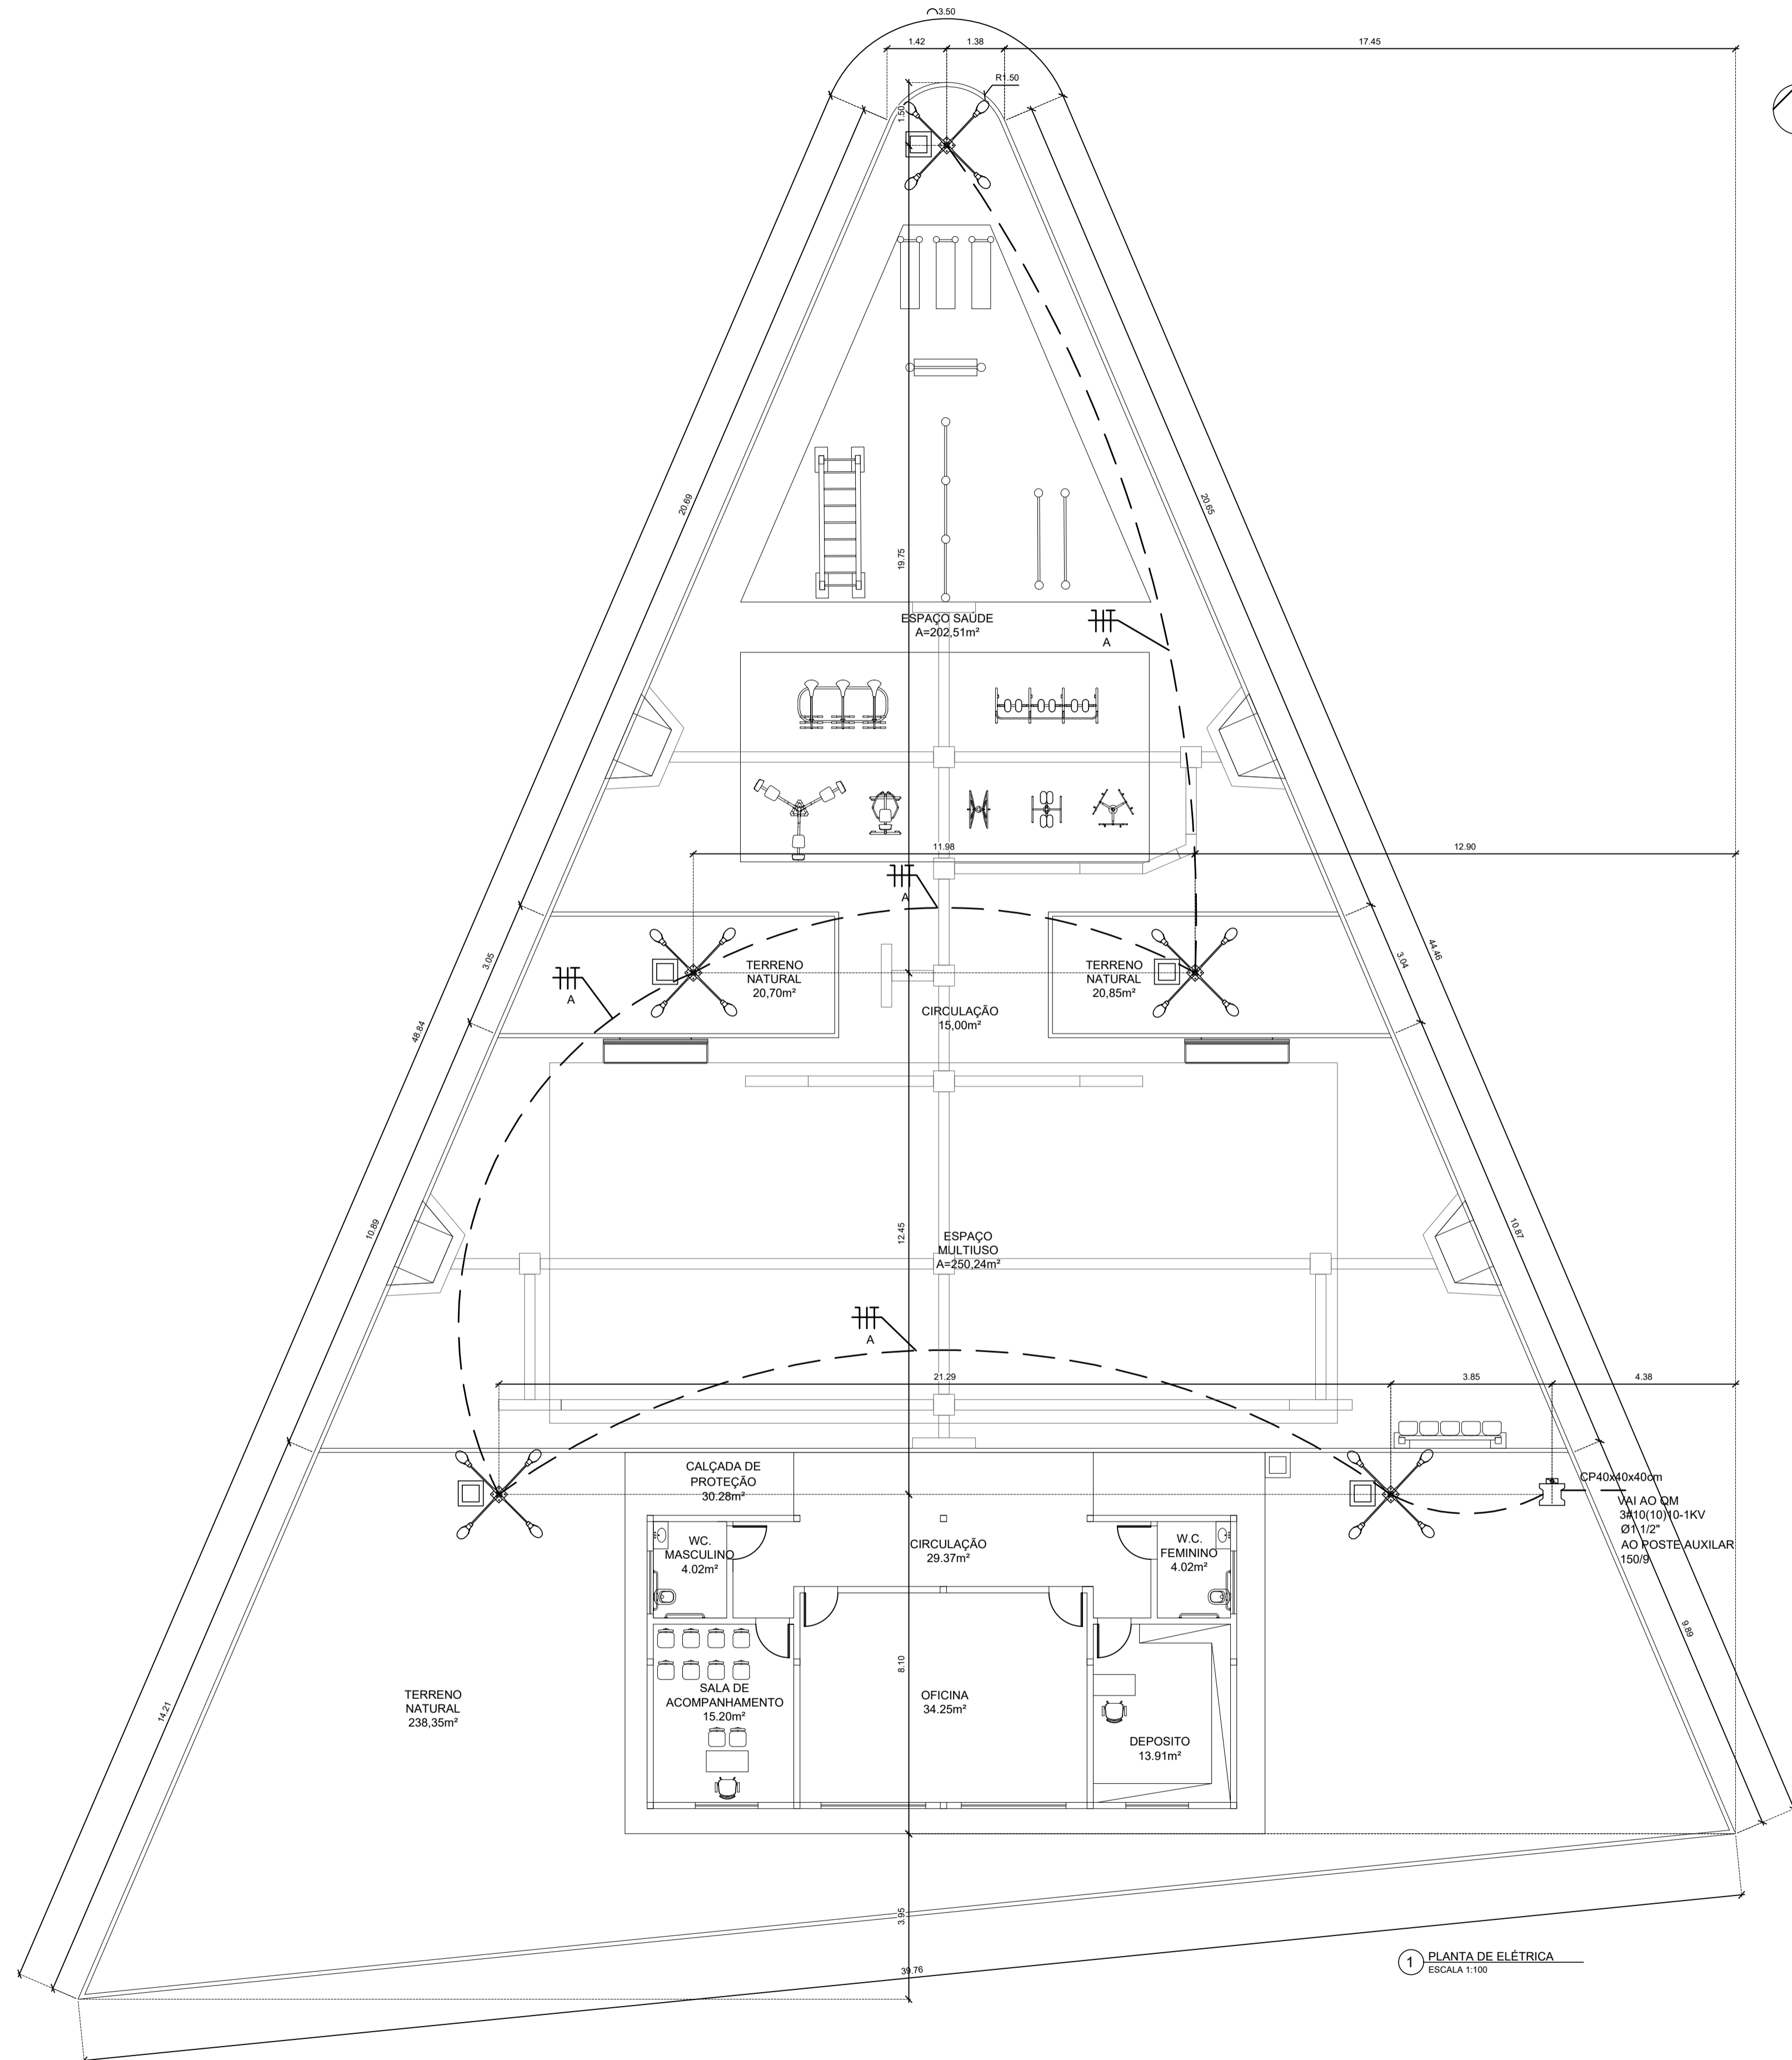 3.50
1.42
1.38
17.45
R1.50
1.50
20.69
20.65
19.75
ESPAÇO SAÚDE
A=202,51m²
A
11.98
12.90
A
3.05
3.04
44.46
48.84
A
TERRENO
NATURAL
20,70m²
TERRENO
NATURAL
20,85m²
CIRCULAÇÃO
15,00m²
10.89
10.87
12.45
ESPAÇO
MULTIUSO
A=250,24m²
A
21.29
3.85
4.38
CALÇADA DE
PROTEÇÃO
30.28m²
CP40x40x40cm
VAI AO QM
3#10(10)10-1KV
Ø1 1/2"
AO POSTE AUXILAR
150/9
WC.
MASCULINO
4.02m²
CIRCULAÇÃO
29.37m²
W.C.
FEMININO
4.02m²
9.89
8.10
14.21
TERRENO
NATURAL
238,35m²
SALA DE
ACOMPANHAMENTO
15.20m²
OFICINA
34.25m²
DEPOSITO
13.91m²
3.95
39.76
1
PLANTA DE ELÉTRICA
ESCALA 1:100